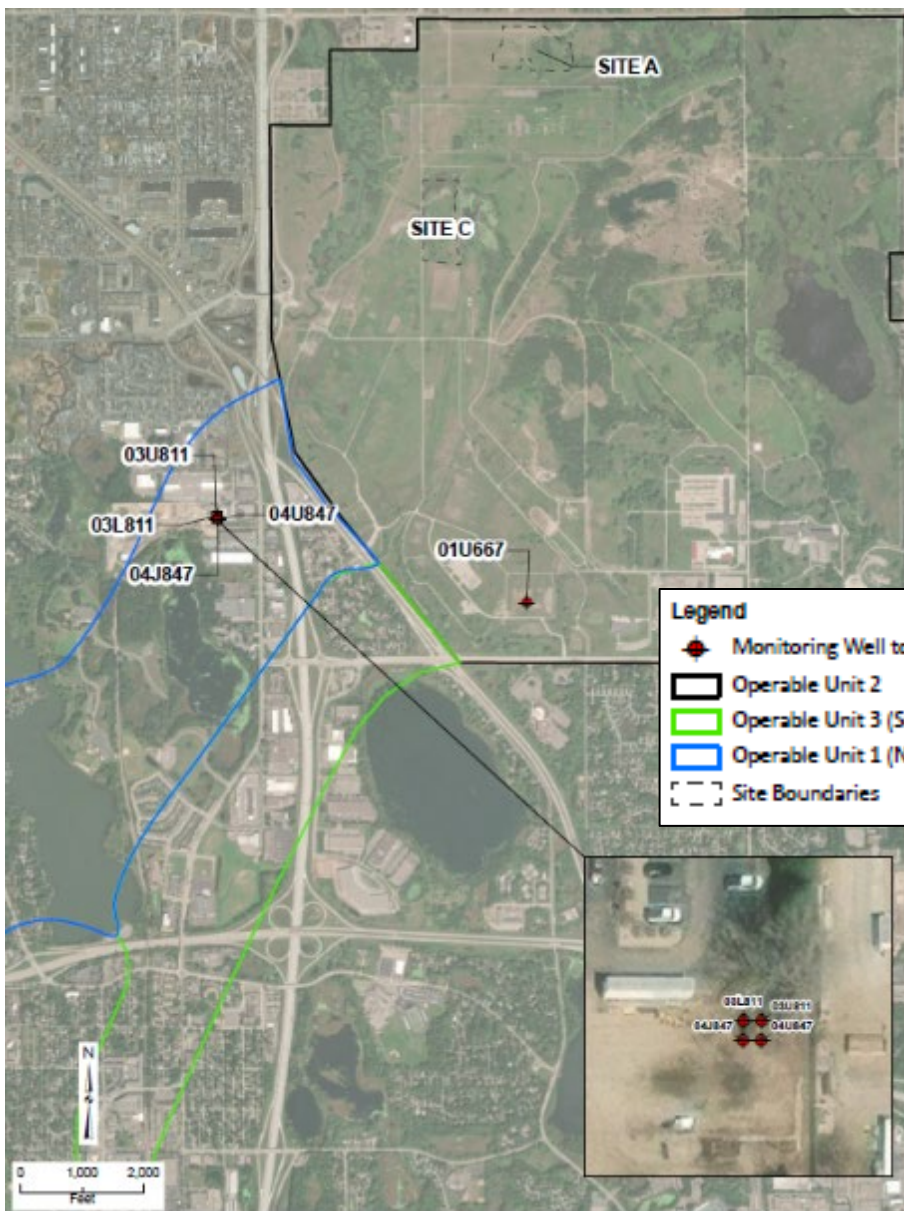 SITE A
SITE C
03U811
03L811
04U847
04J847
01U667
Legend
Monitoring Well to
Operable Unit 2
Operable Unit 3 (S
Operable Unit 1 (N
Site Boundaries
03U811
04J847
04U847
N
0 1,000 2,000
Feet